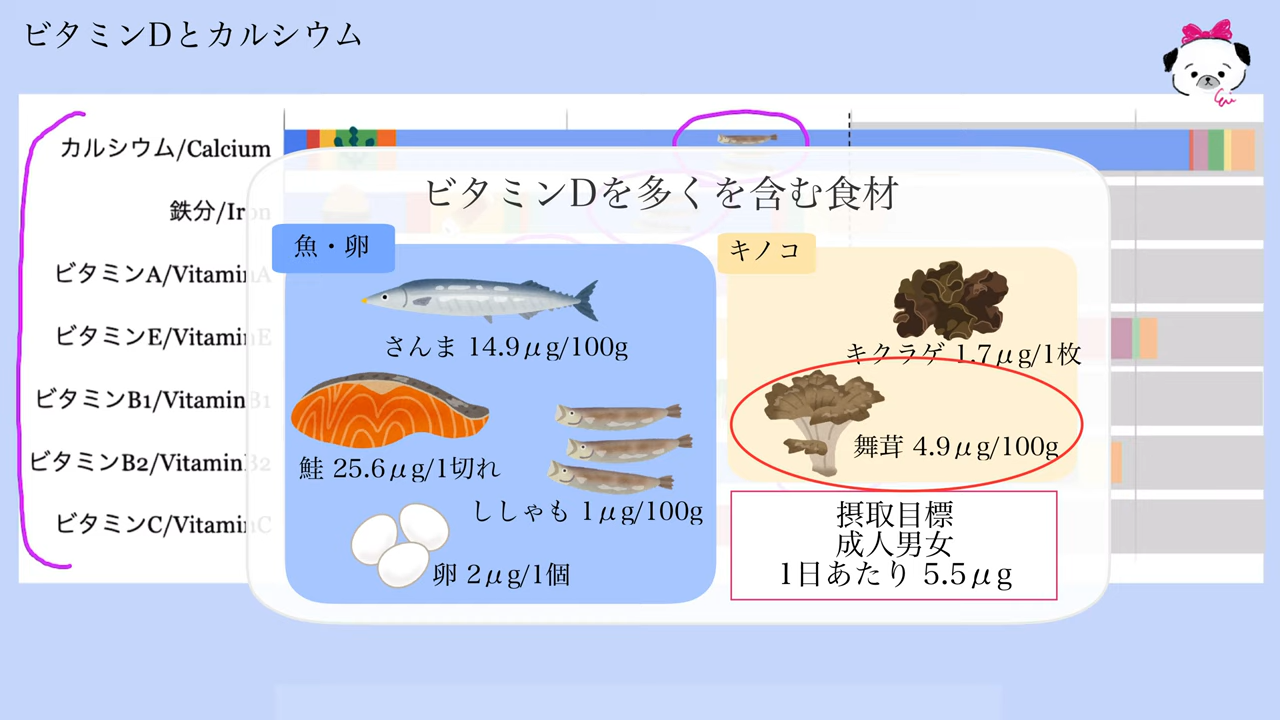 ビタミンDとカルシウム
カルシウム/Calcium
鉄分/Iron
ビタミンA/VitaminA
ビタミンE/VitaminE
ビタミンB1/VitaminB1
ビタミンB2/VitaminB2
ビタミンC/VitaminC
ビタミンDを多くを含む食材
魚・卵
さんま 14.9μg/100g
鮭 25.6μg/1切れ
ししゃも 1μg/100g
卵 2μg/1個
キノコ
キクラゲ 1.7μg/1枚
舞茸 4.9μg/100g
摂取目標
成人男女
1日あたり 5.5μg